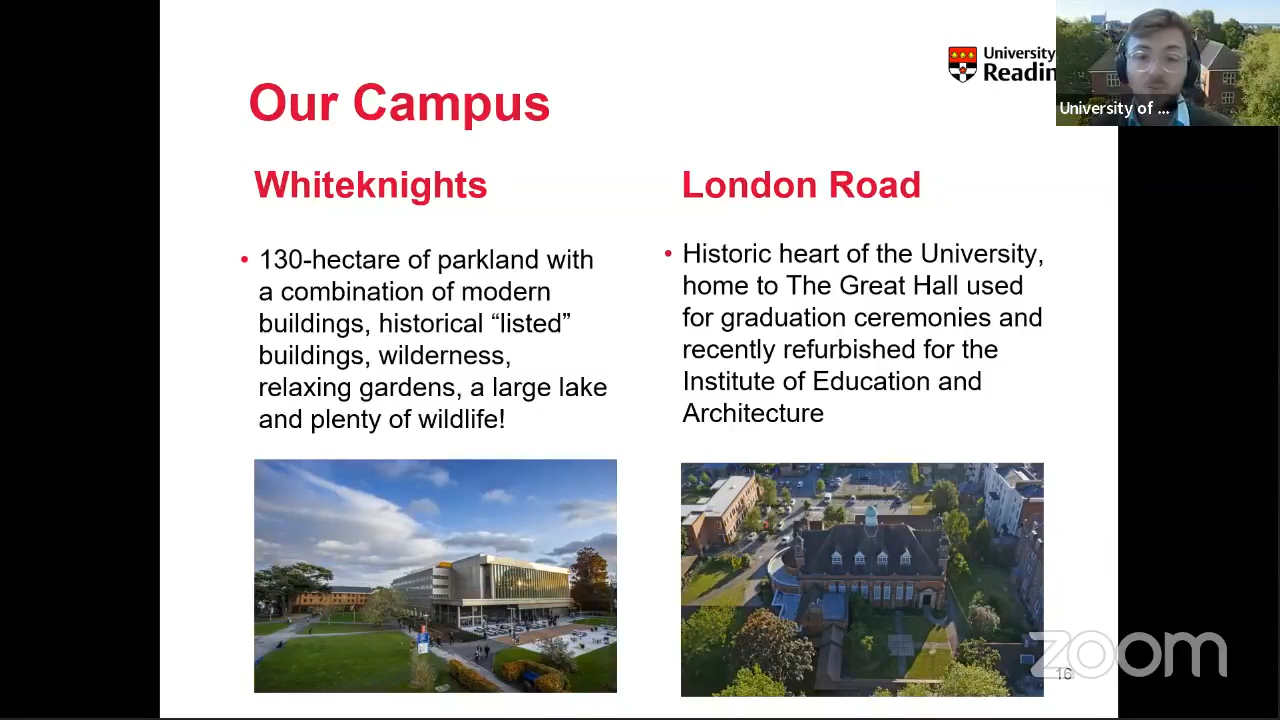 University
Readin
University of ...
Our Campus
Whiteknights
• 130-hectare of parkland with
a combination of modern
buildings, historical “listed”
buildings, wilderness,
relaxing gardens, a large lake
and plenty of wildlife!
London Road
• Historic heart of the University,
home to The Great Hall used
for graduation ceremonies and
recently refurbished for the
Institute of Education and
Architecture
zoom
16